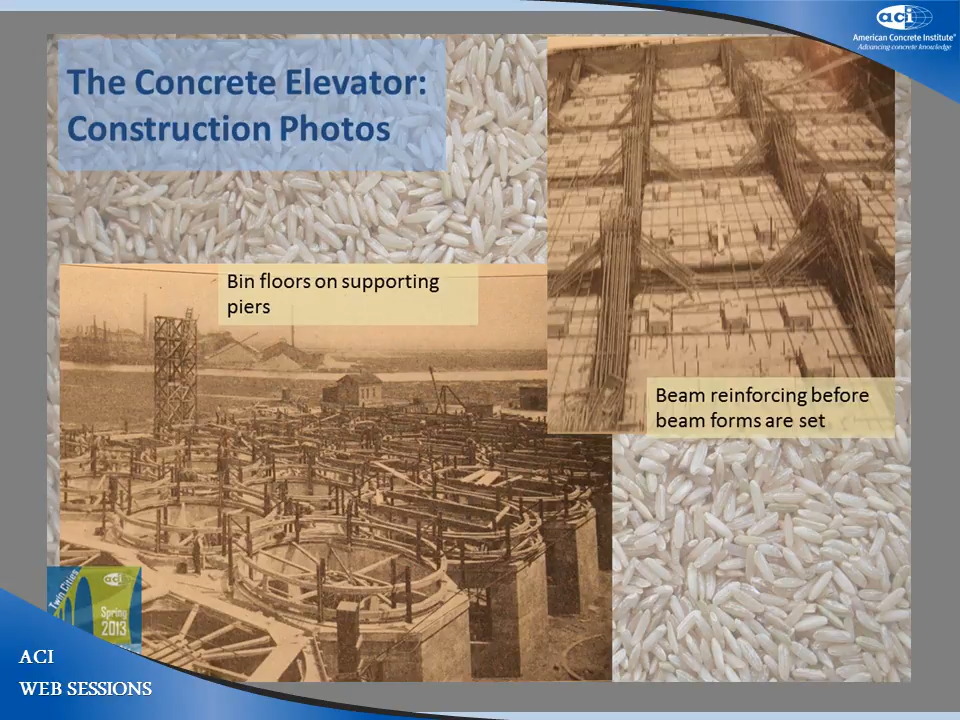 aci
American Concrete Institute®
Advancing concrete knowledge
The Concrete Elevator:
Construction Photos
Bin floors on supporting
piers
Beam reinforcing before
beam forms are set
Twin Cities
aci
Spring
2013
ACI
WEB SESSIONS